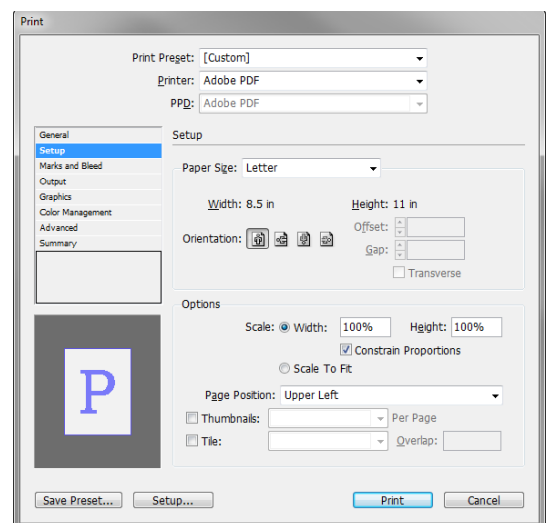 Print
Print Preset: [Custom]
Printer: Adobe PDF
PPD: Adobe PDF
General
Setup
Marks and Bleed
Output
Graphics
Color Management
Advanced
Summary
Setup
Paper Size: Letter
Width: 8.5 in Height: 11 in
Orientation: Offset:
Gap:
Transverse
Options
Scale: Width: 100% Height: 100%
Constrain Proportions
Scale To Fit
Page Position: Upper Left
Thumbnails: Per Page
Tile: Overlap:
P
Save Preset... Setup... Print Cancel